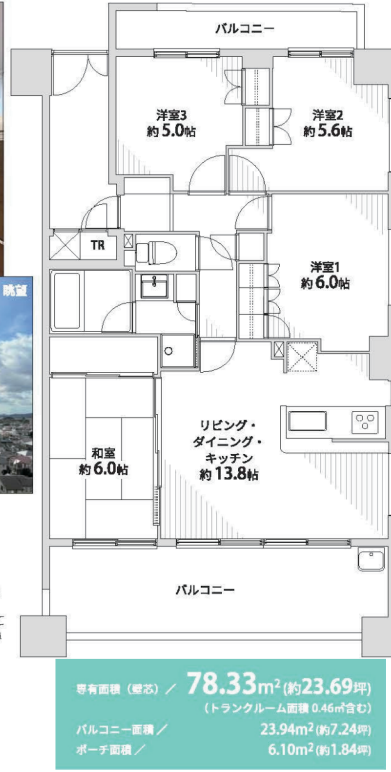 バルコニー
洋室3
約5.0帖
洋室2
約5.6帖
TR
洋室1
約6.0帖
眺望
リビング・
ダイニング・
キッチン
約13.8帖
和室
約6.0帖
バルコニー
専有面積（壁芯）／ 78.33m²(約23.69坪)
（トランクルーム面積 0.46㎡含む）
バルコニー面積／ 23.94m²(約7.24坪)
ポーチ面積／ 6.10m²(約1.84坪)